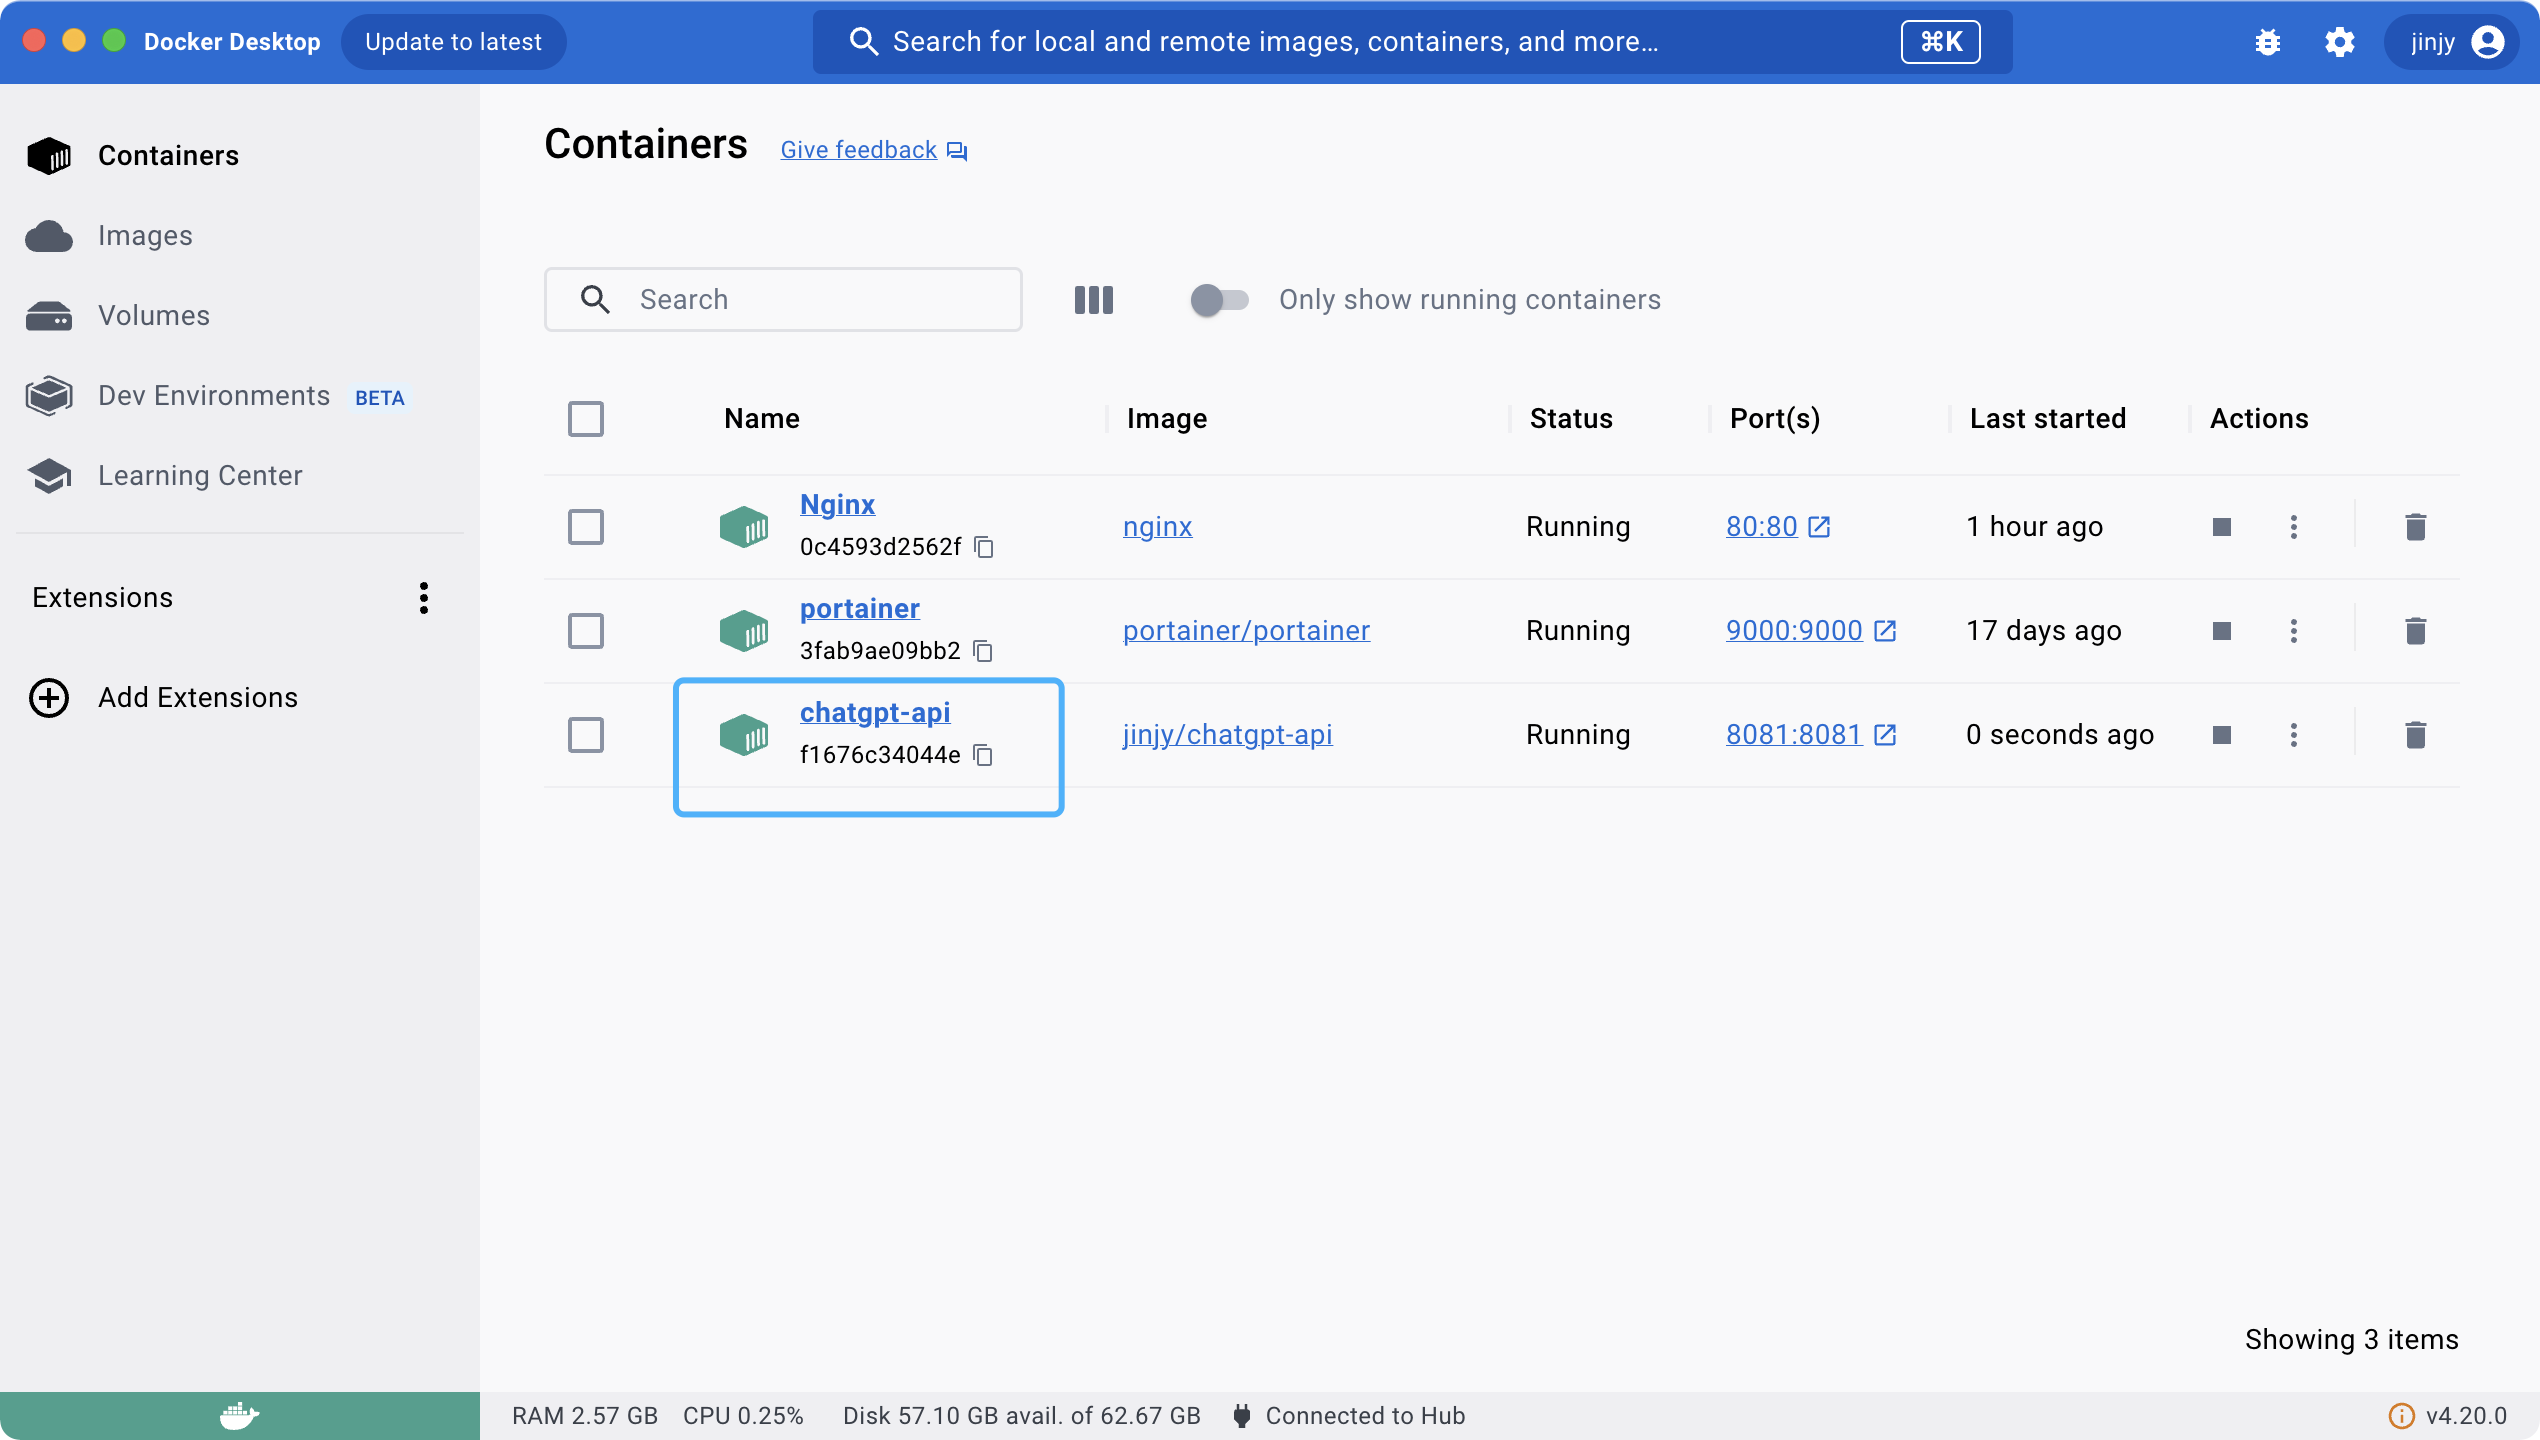 Docker Desktop Update to latest Search for local and remote images, containers, and more... ⌘K jinjy
Containers
Images
Volumes
Dev Environments BETA
Learning Center
Extensions
Add Extensions
Containers Give feedback
Search Only show running containers
Name Image Status Port(s) Last started Actions
Nginx
0c4593d2562f nginx Running 80:80 1 hour ago
portainer
3fab9ae09bb2 portainer/portainer Running 9000:9000 17 days ago
chatgpt-api
f1676c34044e jinjy/chatgpt-api Running 8081:8081 0 seconds ago
Showing 3 items
RAM 2.57 GB CPU 0.25% Disk 57.10 GB avail. of 62.67 GB Connected to Hub v4.20.0